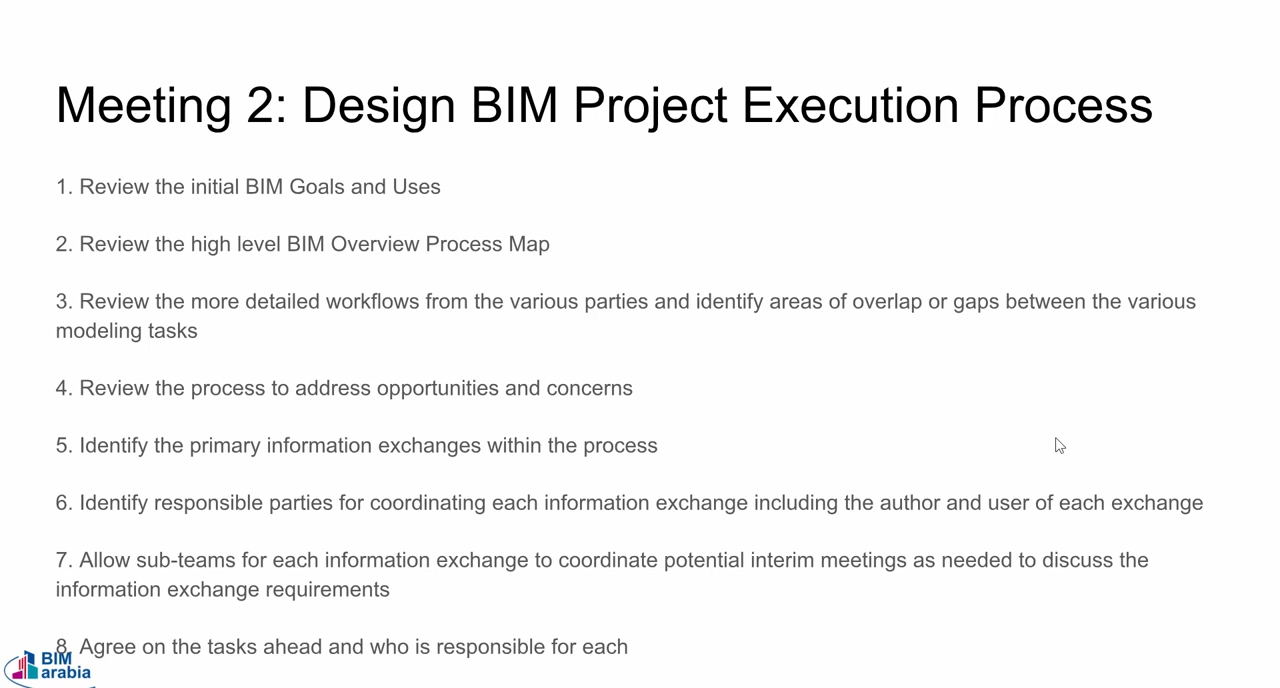 Meeting 2: Design BIM Project Execution Process
1. Review the initial BIM Goals and Uses
2. Review the high level BIM Overview Process Map
3. Review the more detailed workflows from the various parties and identify areas of overlap or gaps between the various
modeling tasks
4. Review the process to address opportunities and concerns
5. Identify the primary information exchanges within the process
6. Identify responsible parties for coordinating each information exchange including the author and user of each exchange
7. Allow sub-teams for each information exchange to coordinate potential interim meetings as needed to discuss the
information exchange requirements
8. Agree on the tasks ahead and who is responsible for each
BIM
arabia